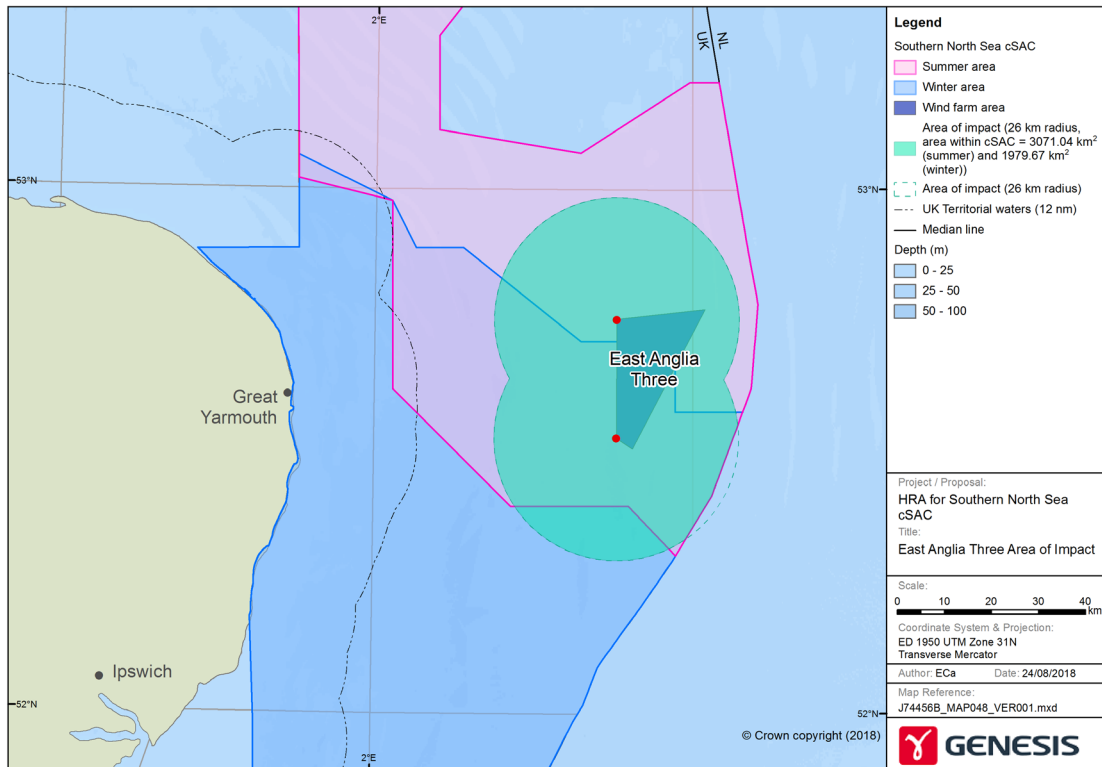 2°E
UK
NL
53°N
53°N
East Anglia
Three
Great
Yarmouth
Ipswich
52°N
52°N
2°E
© Crown copyright (2018)
Legend
Southern North Sea cSAC
Summer area
Winter area
Wind farm area
Area of impact (26 km radius,
area within cSAC = 3071.04 km²
(summer) and 1979.67 km²
(winter))
Area of impact (26 km radius)
UK Territorial waters (12 nm)
Median line
Depth (m)
0 - 25
25 - 50
50 - 100
Project / Proposal:
HRA for Southern North Sea
cSAC
Title:
East Anglia Three Area of Impact
Scale:
0 10 20 30 40
km
Coordinate System & Projection:
ED 1950 UTM Zone 31N
Transverse Mercator
Author: ECa Date: 24/08/2018
Map Reference:
J74456B_MAP048_VER001.mxd
GENESIS